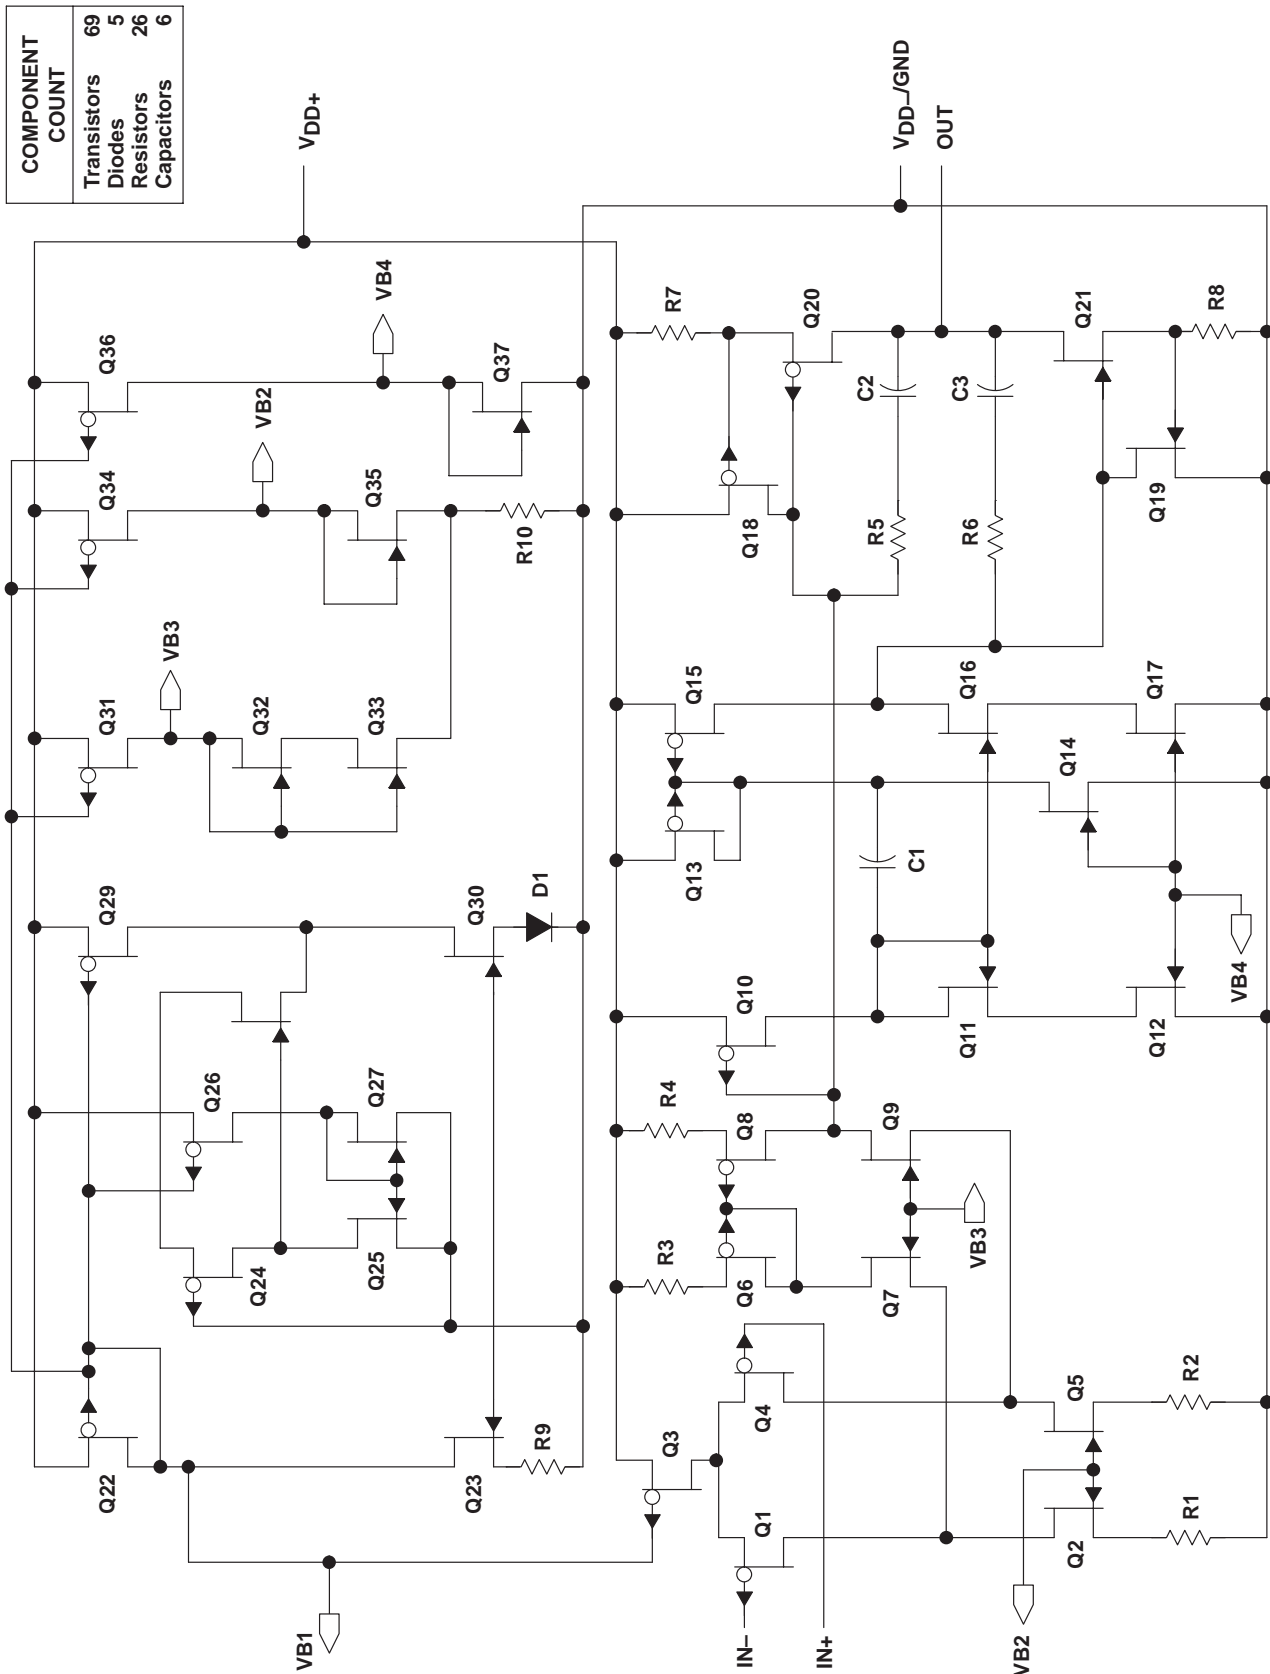 COMPONENT
COUNT
Transistors 69
Diodes 5
Resistors 26
Capacitors 6
VDD+
VDD–/GND
OUT
Q36
VB4
Q37
Q34
VB2
Q35
R10
Q31
VB3
Q32
Q33
Q29
Q30
D1
Q26
Q27
Q24
Q25
Q22
Q23
R9
VB1
R7
Q20
Q18
C2
R5
C3
R6
Q21
R8
Q19
Q15
Q13
Q16
Q17
Q14
C1
Q10
Q11
Q12
VB4
R4
Q8
Q9
R3
Q6
Q7
VB3
Q3
Q4
Q1
IN–
IN+
Q5
R2
Q2
R1
VB2